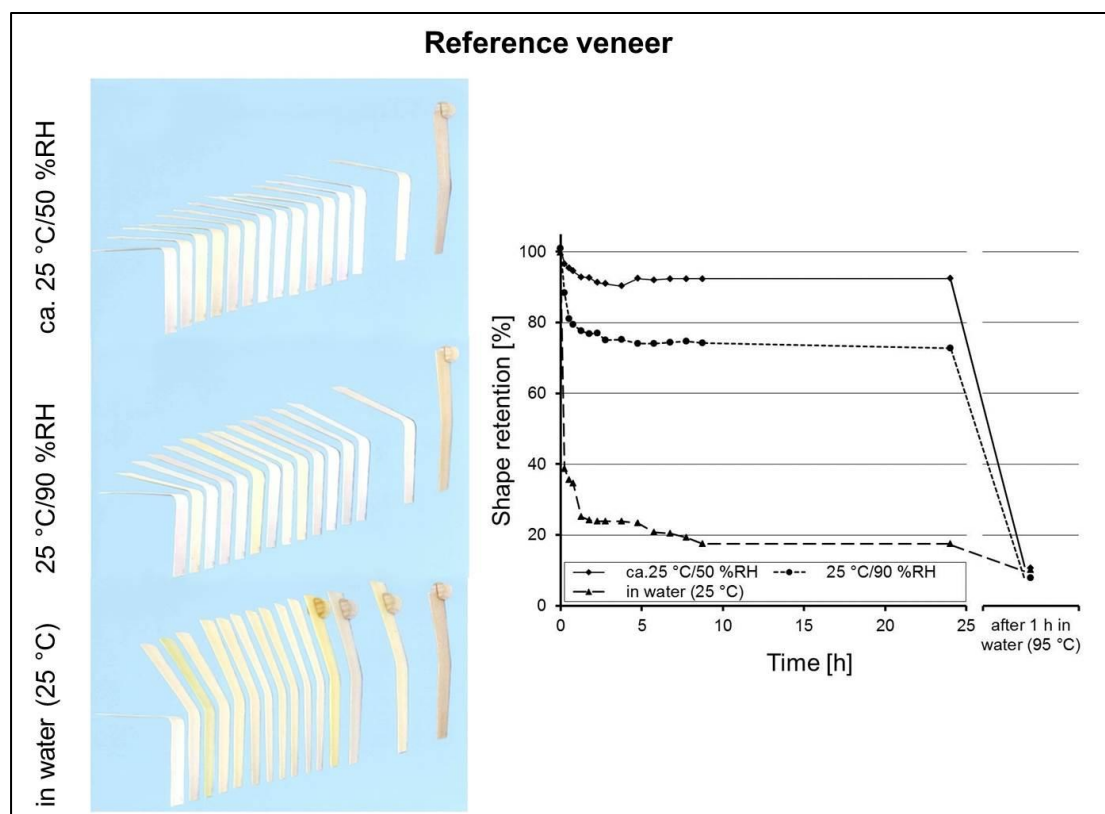 Reference veneer
ca. 25 °C/50 %RH
25 °C/90 %RH
in water (25 °C)
Shape retention [%]
100
80
60
40
20
0
ca.25 °C/50 %RH
25 °C/90 %RH
in water (25 °C)
0
5
10
15
20
25
after 1 h in
water (95 °C)
Time [h]